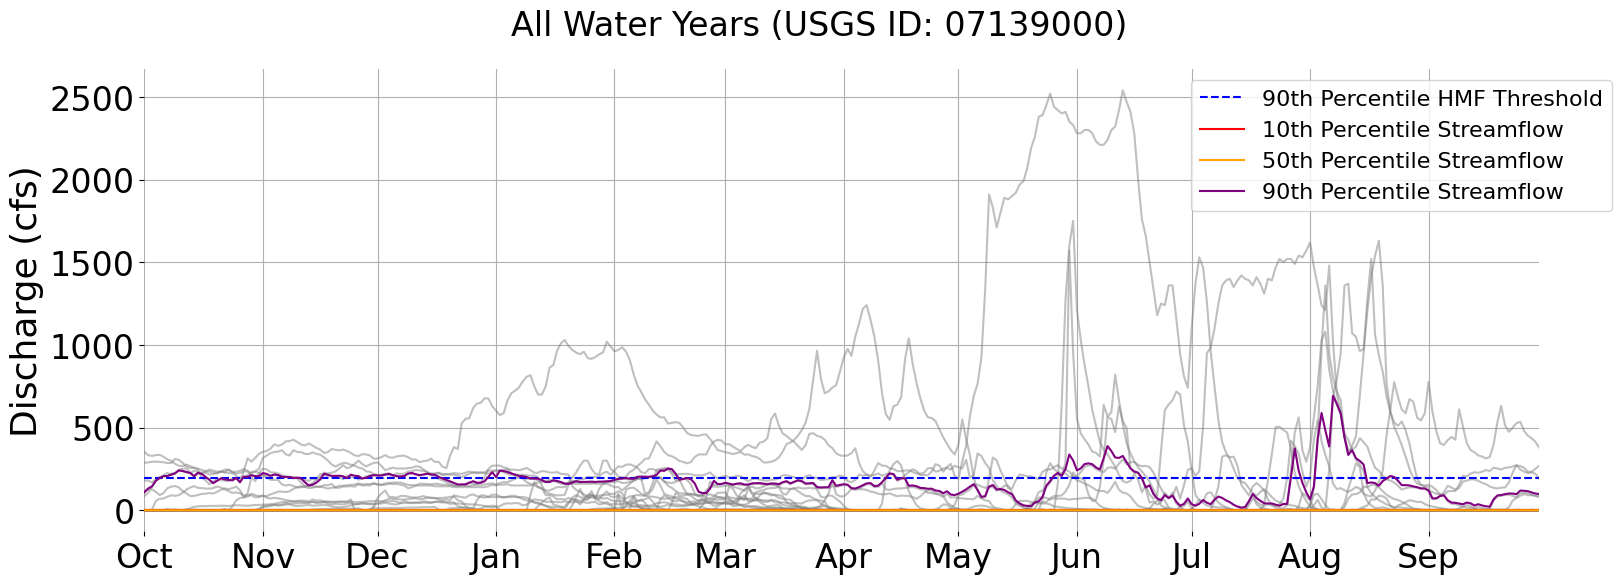 All Water Years (USGS ID: 07139000)
Discharge (cfs)
2500
2000
1500
1000
500
0
90th Percentile HMF Threshold
10th Percentile Streamflow
50th Percentile Streamflow
90th Percentile Streamflow
Oct Nov Dec Jan Feb Mar Apr May Jun Jul Aug Sep